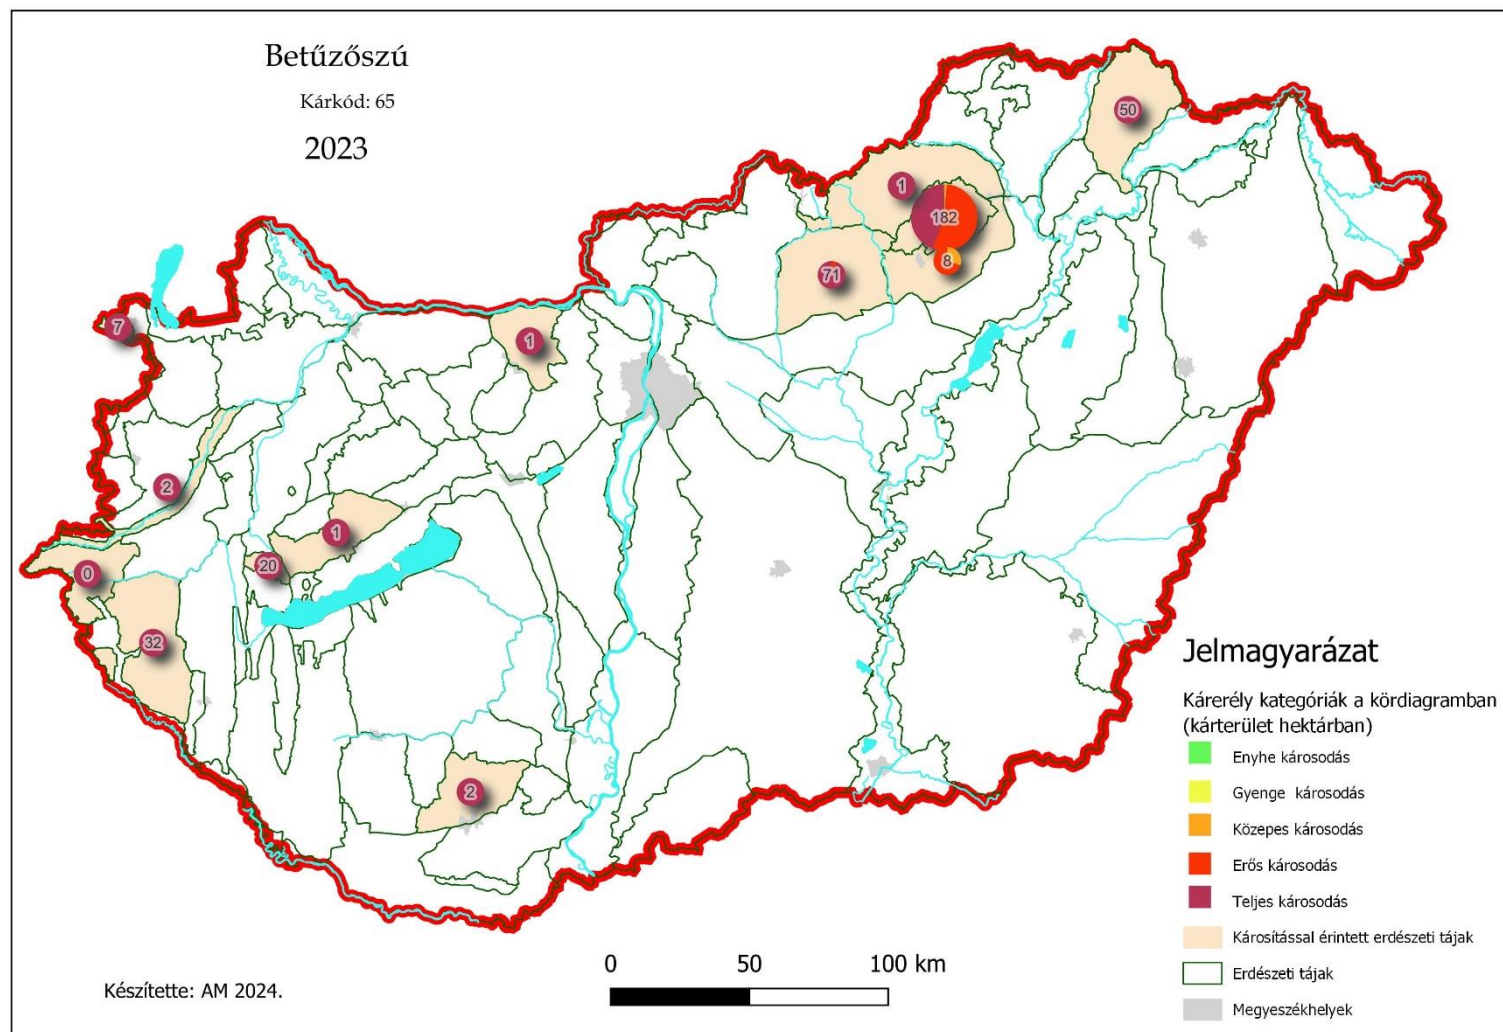 Betűzőszú
Kárkód: 65
2023
50
1
182
8
71
7
1
2
1
20
0
32
2
Jelmagyarázat
Kárerély kategóriák a kördiagramban
(kárterület hektárban)
Enyhe károsodás
Gyenge károsodás
Közepes károsodás
Erős károsodás
Teljes károsodás
Károsítással érintett erdészeti tájak
Erdészeti tájak
Megyeszékhelyek
0 50 100 km
Készítette: AM 2024.